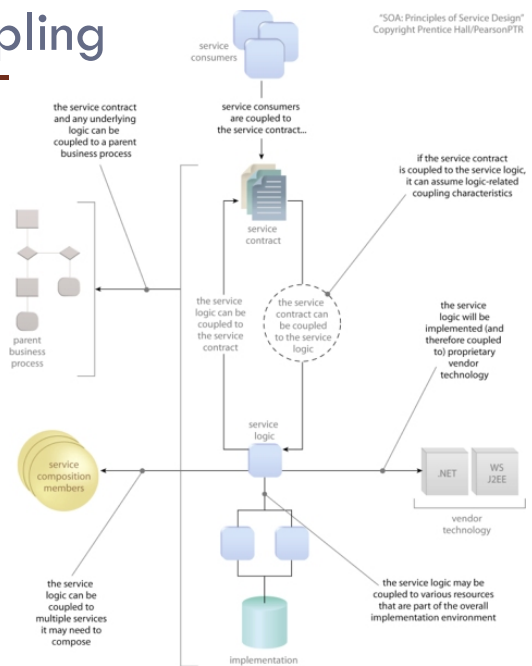 pling
"SOA: Principles of Service Design"
Copyright Prentice Hall/PearsonPTR
service
consumers
the service contract
and any underlying
logic can be
coupled to a parent
business process
service consumers
are coupled to
the service contract...
if the service contract
is coupled to the service logic,
it can assume logic-related
coupling characteristics
service
contract
the service
logic can be
coupled to
the service
contract
the service
contract can
be coupled
to the service
logic
the service
logic will be
implemented (and
therefore coupled
to) proprietary
vendor
technology
parent
business
process
service
logic
service
composition
members
.NET
WS
J2EE
vendor
technology
the service
logic can be
coupled to
multiple services
it may need to
compose
the service logic may be
coupled to various resources
that are part of the overall
implementation environment
implementation